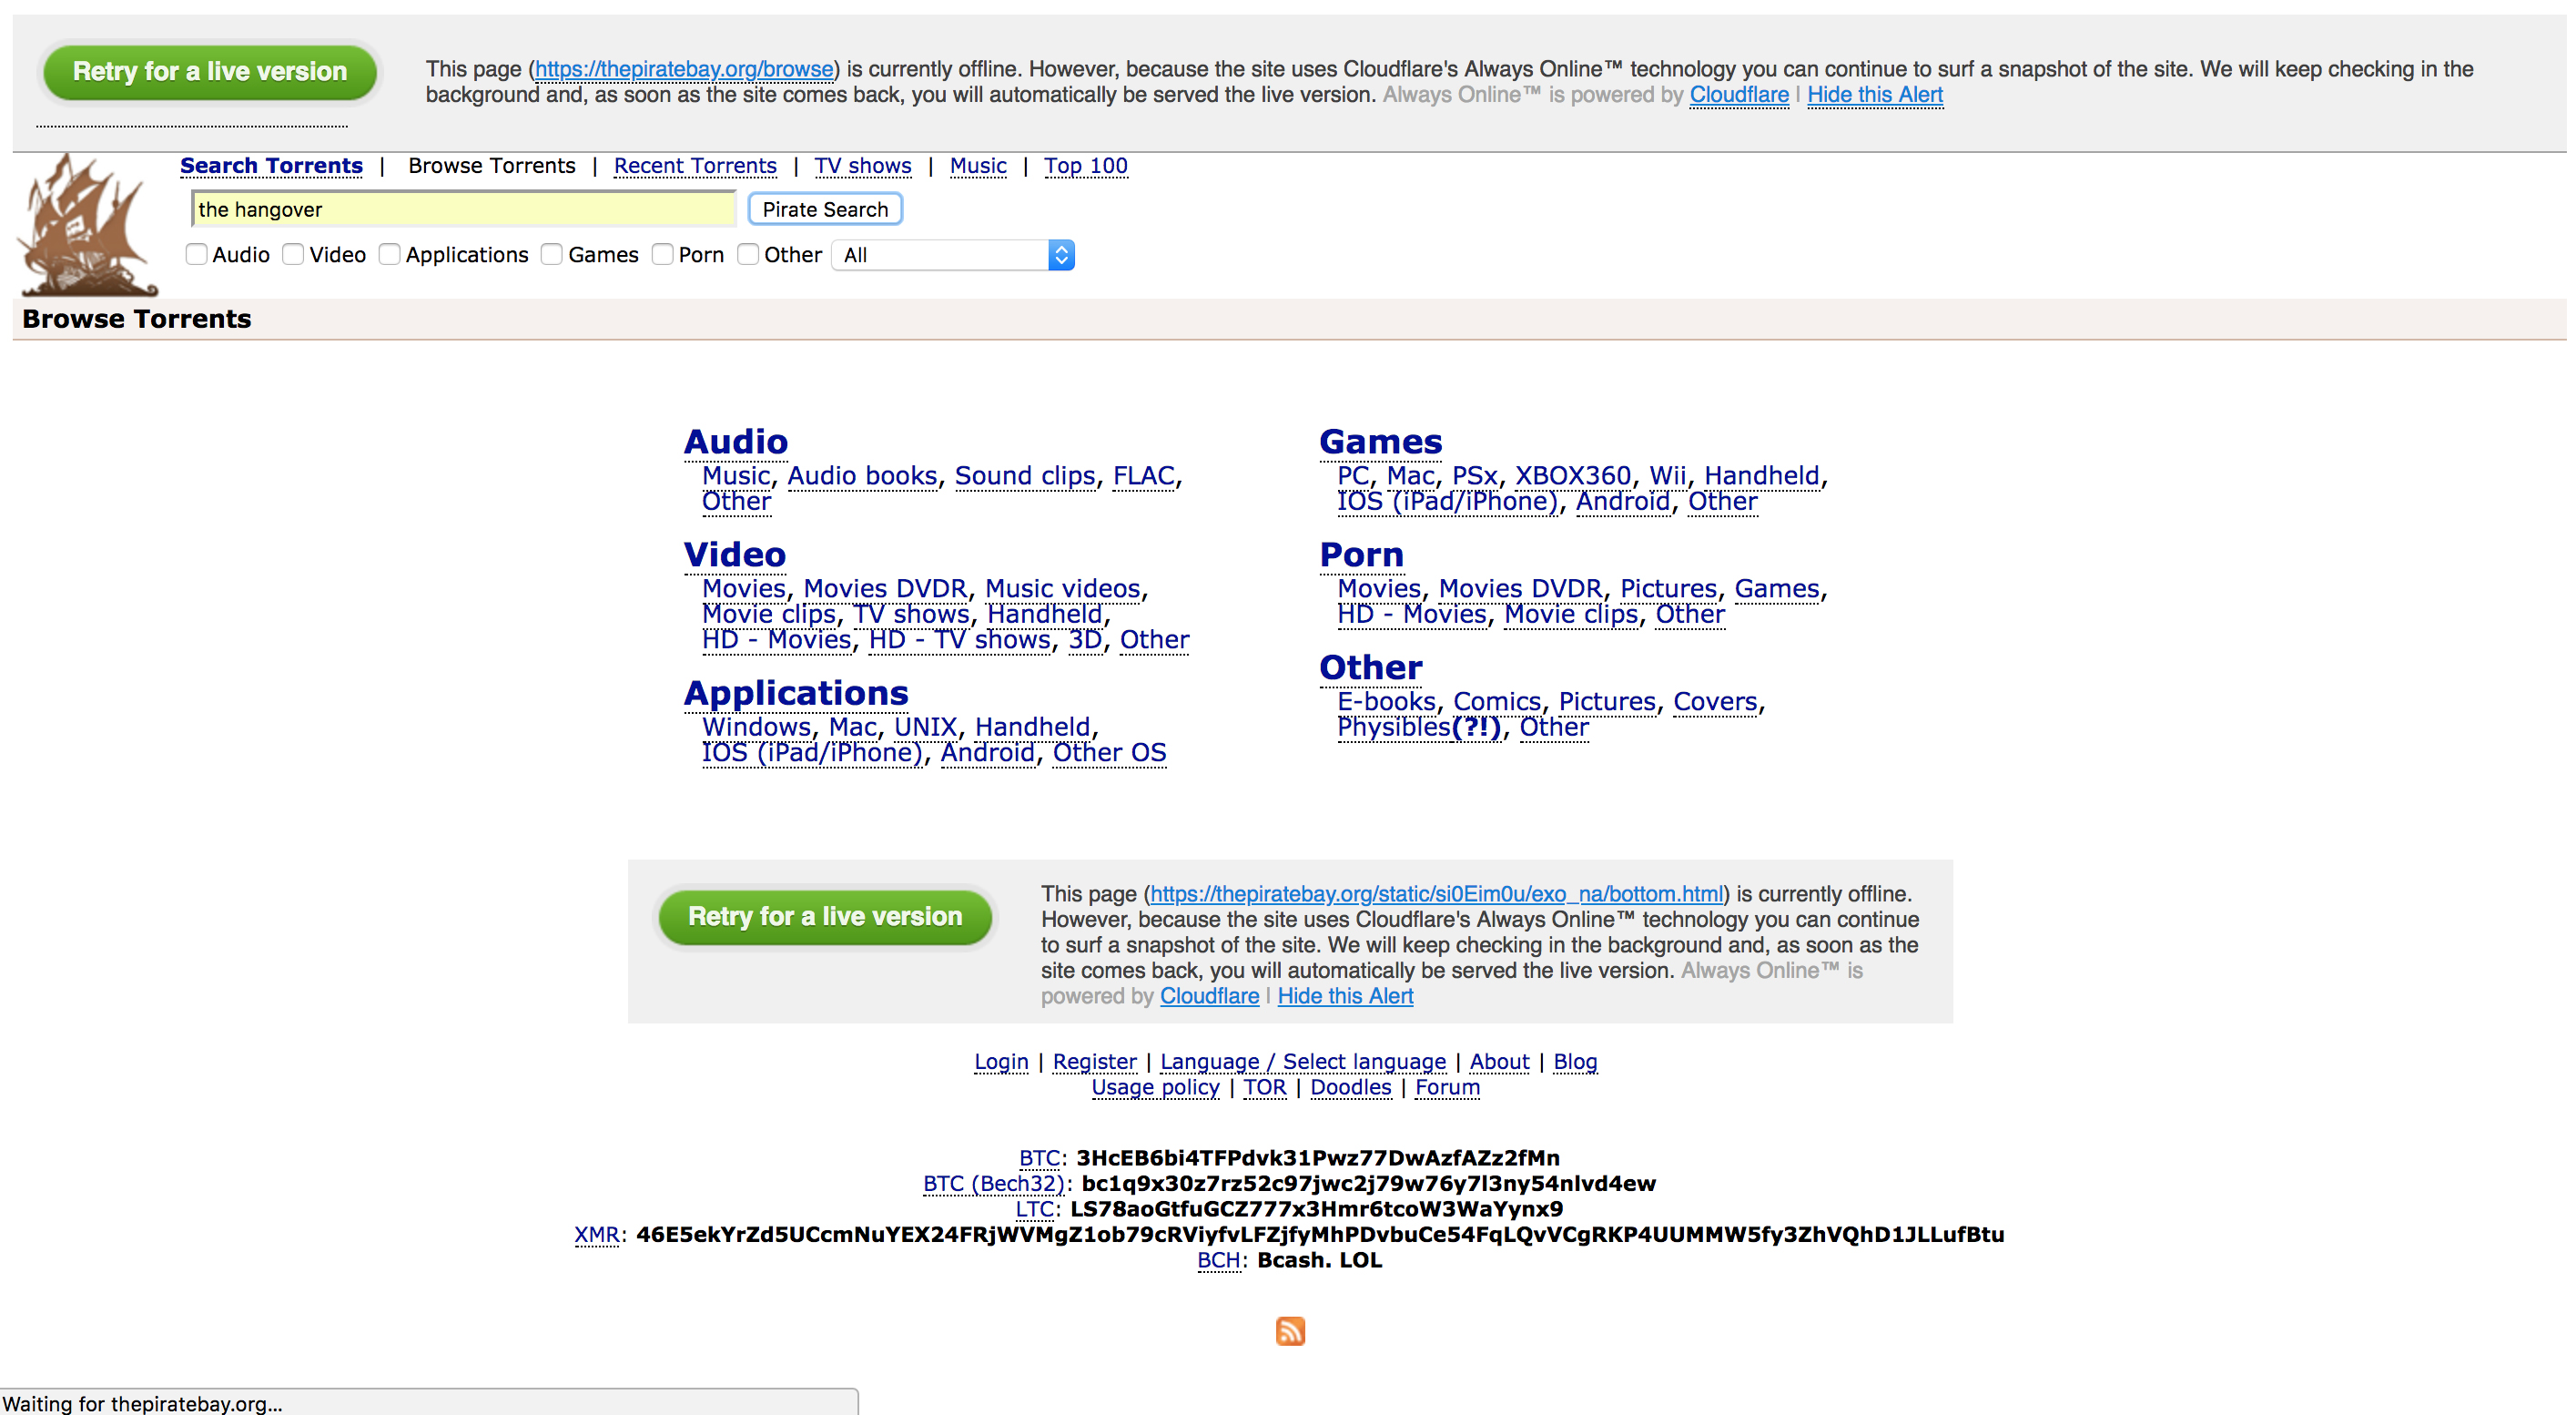 Retry for a live version
This page (https://thepiratebay.org/browse) is currently offline. However, because the site uses Cloudflare's Always Online™ technology you can continue to surf a snapshot of the site. We will keep checking in the
background and, as soon as the site comes back, you will automatically be served the live version. Always Online™ is powered by Cloudflare | Hide this Alert
Search Torrents | Browse Torrents | Recent Torrents | TV shows | Music | Top 100
the hangover Pirate Search
Audio Video Applications Games Porn Other All
Browse Torrents
Audio
Music, Audio books, Sound clips, FLAC,
Other
Video
Movies, Movies DVDR, Music videos,
Movie clips, TV shows, Handheld,
HD - Movies, HD - TV shows, 3D, Other
Applications
Windows, Mac, UNIX, Handheld,
IOS (iPad/iPhone), Android, Other OS
Games
PC, Mac, PSx, XBOX360, Wii, Handheld,
IOS (iPad/iPhone), Android, Other
Porn
Movies, Movies DVDR, Pictures, Games,
HD - Movies, Movie clips, Other
Other
E-books, Comics, Pictures, Covers,
Physibles(?!), Other
Retry for a live version
This page (https://thepiratebay.org/static/si0Eim0u/exo_na/bottom.html) is currently offline.
However, because the site uses Cloudflare's Always Online™ technology you can continue
to surf a snapshot of the site. We will keep checking in the background and, as soon as the
site comes back, you will automatically be served the live version. Always Online™ is
powered by Cloudflare | Hide this Alert
Login | Register | Language / Select language | About | Blog
Usage policy | TOR | Doodles | Forum
BTC: 3HcEB6bi4TFPdvk31Pwz77DwAzfAZz2fMn
BTC (Bech32): bc1q9x30z7rz52c97jwc2j79w76y7l3ny54nlvd4ew
LTC: LS78aoGtfuGCZ777x3Hmr6tcoW3WaYynx9
XMR: 46E5ekYrZd5UCcmNuYEX24FRjWVMgZ1ob79cRViyfvLFZjfyMhPDvbuCe54FqLQvVCgRKP4UUMMW5fy3ZhVQhD1JLLufBtu
BCH: Bcash. LOL
Waiting for thepiratebay.org...